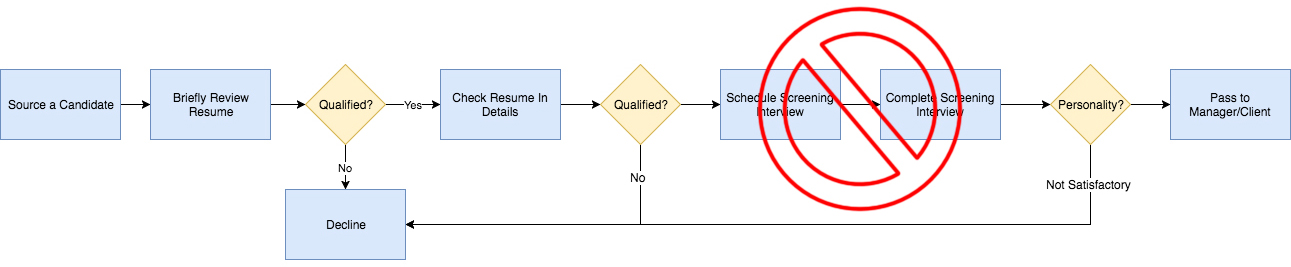 Source a Candidate
Briefly Review
Resume
Qualified?
Yes
No
Decline
Check Resume In
Details
Qualified?
No
Schedule Screening
Interview
Complete Screening
Interview
Personality?
Not Satisfactory
Pass to
Manager/Client